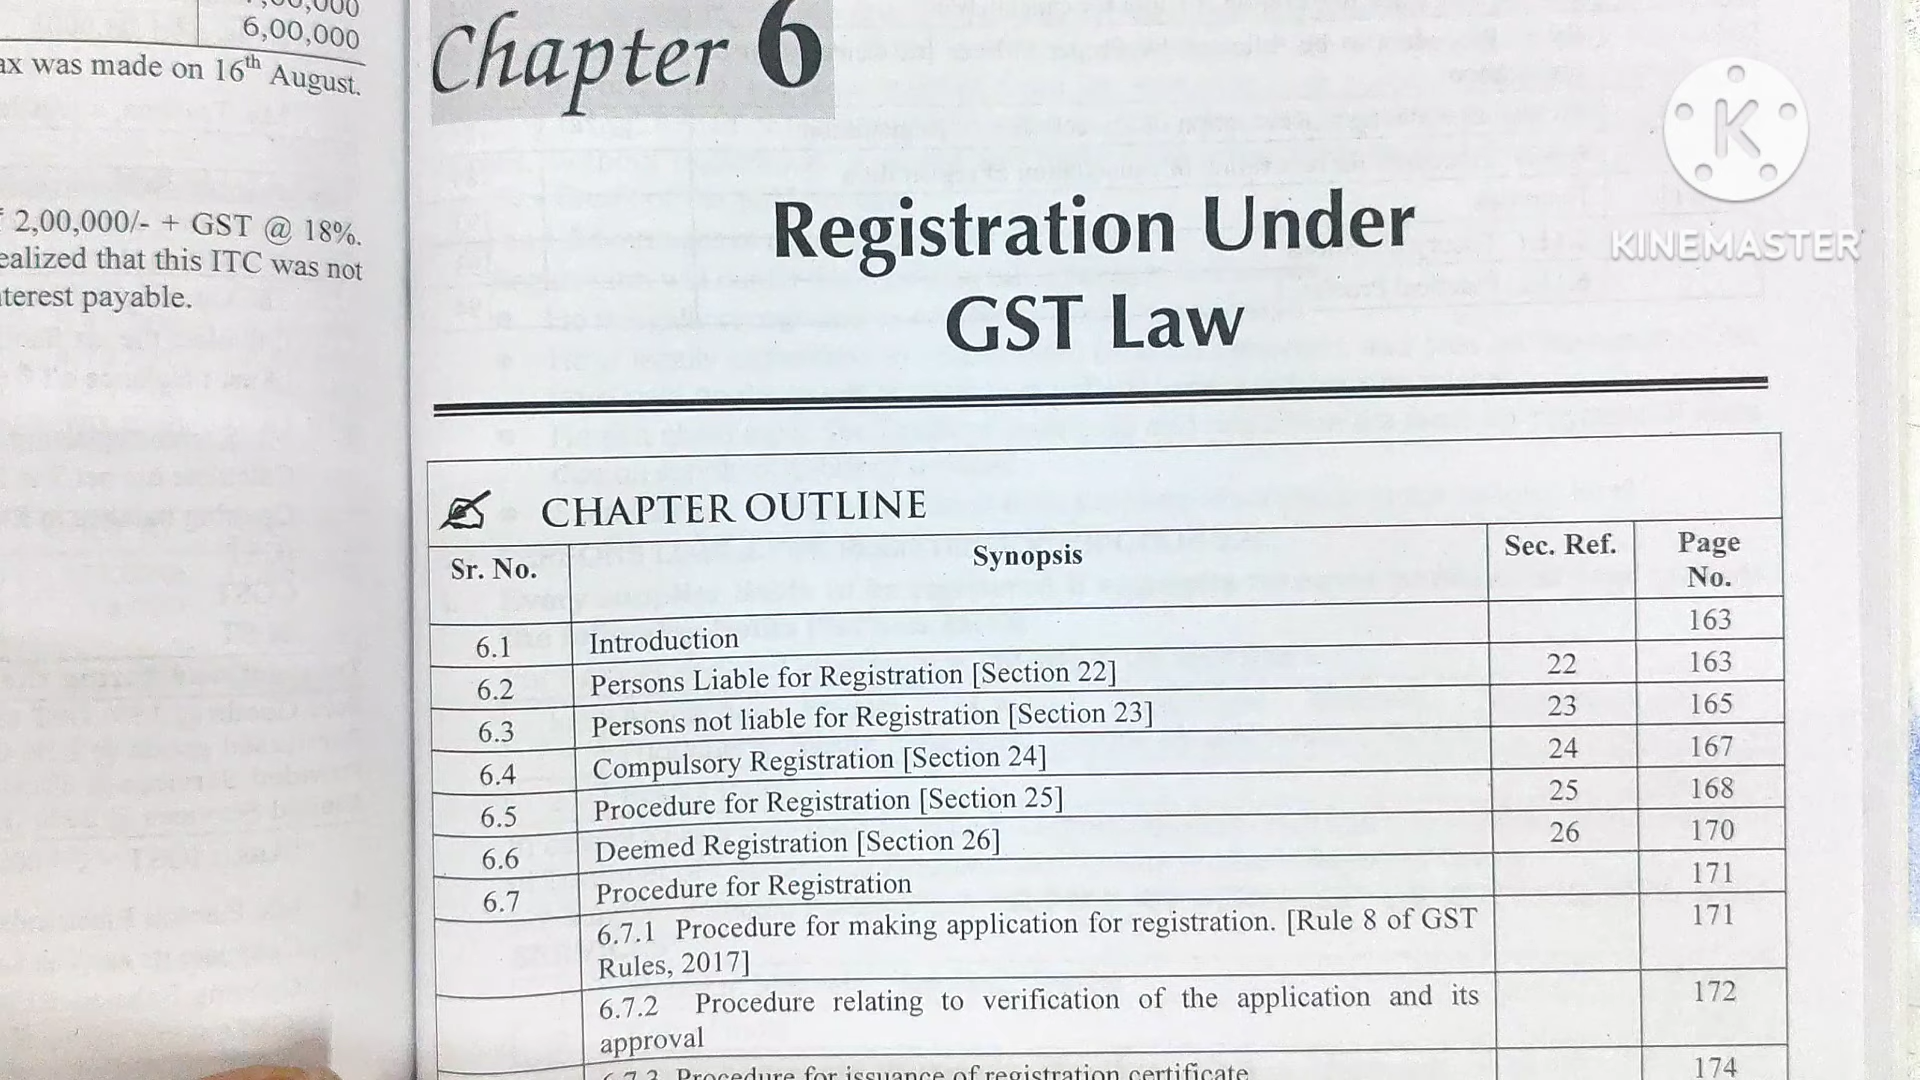 6,00,000
ax was made on 16th August.
2,00,000/- + GST @ 18%.
ealized that this ITC was not
terest payable.
Chapter 6
Registration Under
GST Law
CHAPTER OUTLINE
Sr. No. Synopsis Sec. Ref. Page No.
6.1 Introduction 163
6.2 Persons Liable for Registration [Section 22] 22 163
6.3 Persons not liable for Registration [Section 23] 23 165
6.4 Compulsory Registration [Section 24] 24 167
6.5 Procedure for Registration [Section 25] 25 168
6.6 Deemed Registration [Section 26] 26 170
6.7 Procedure for Registration 171
6.7.1 Procedure for making application for registration. [Rule 8 of GST 171
Rules, 2017]
6.7.2 Procedure relating to verification of the application and its 172
approval
6.7.3 Procedure for issuance of registration certificate 174
K
KINEMASTER